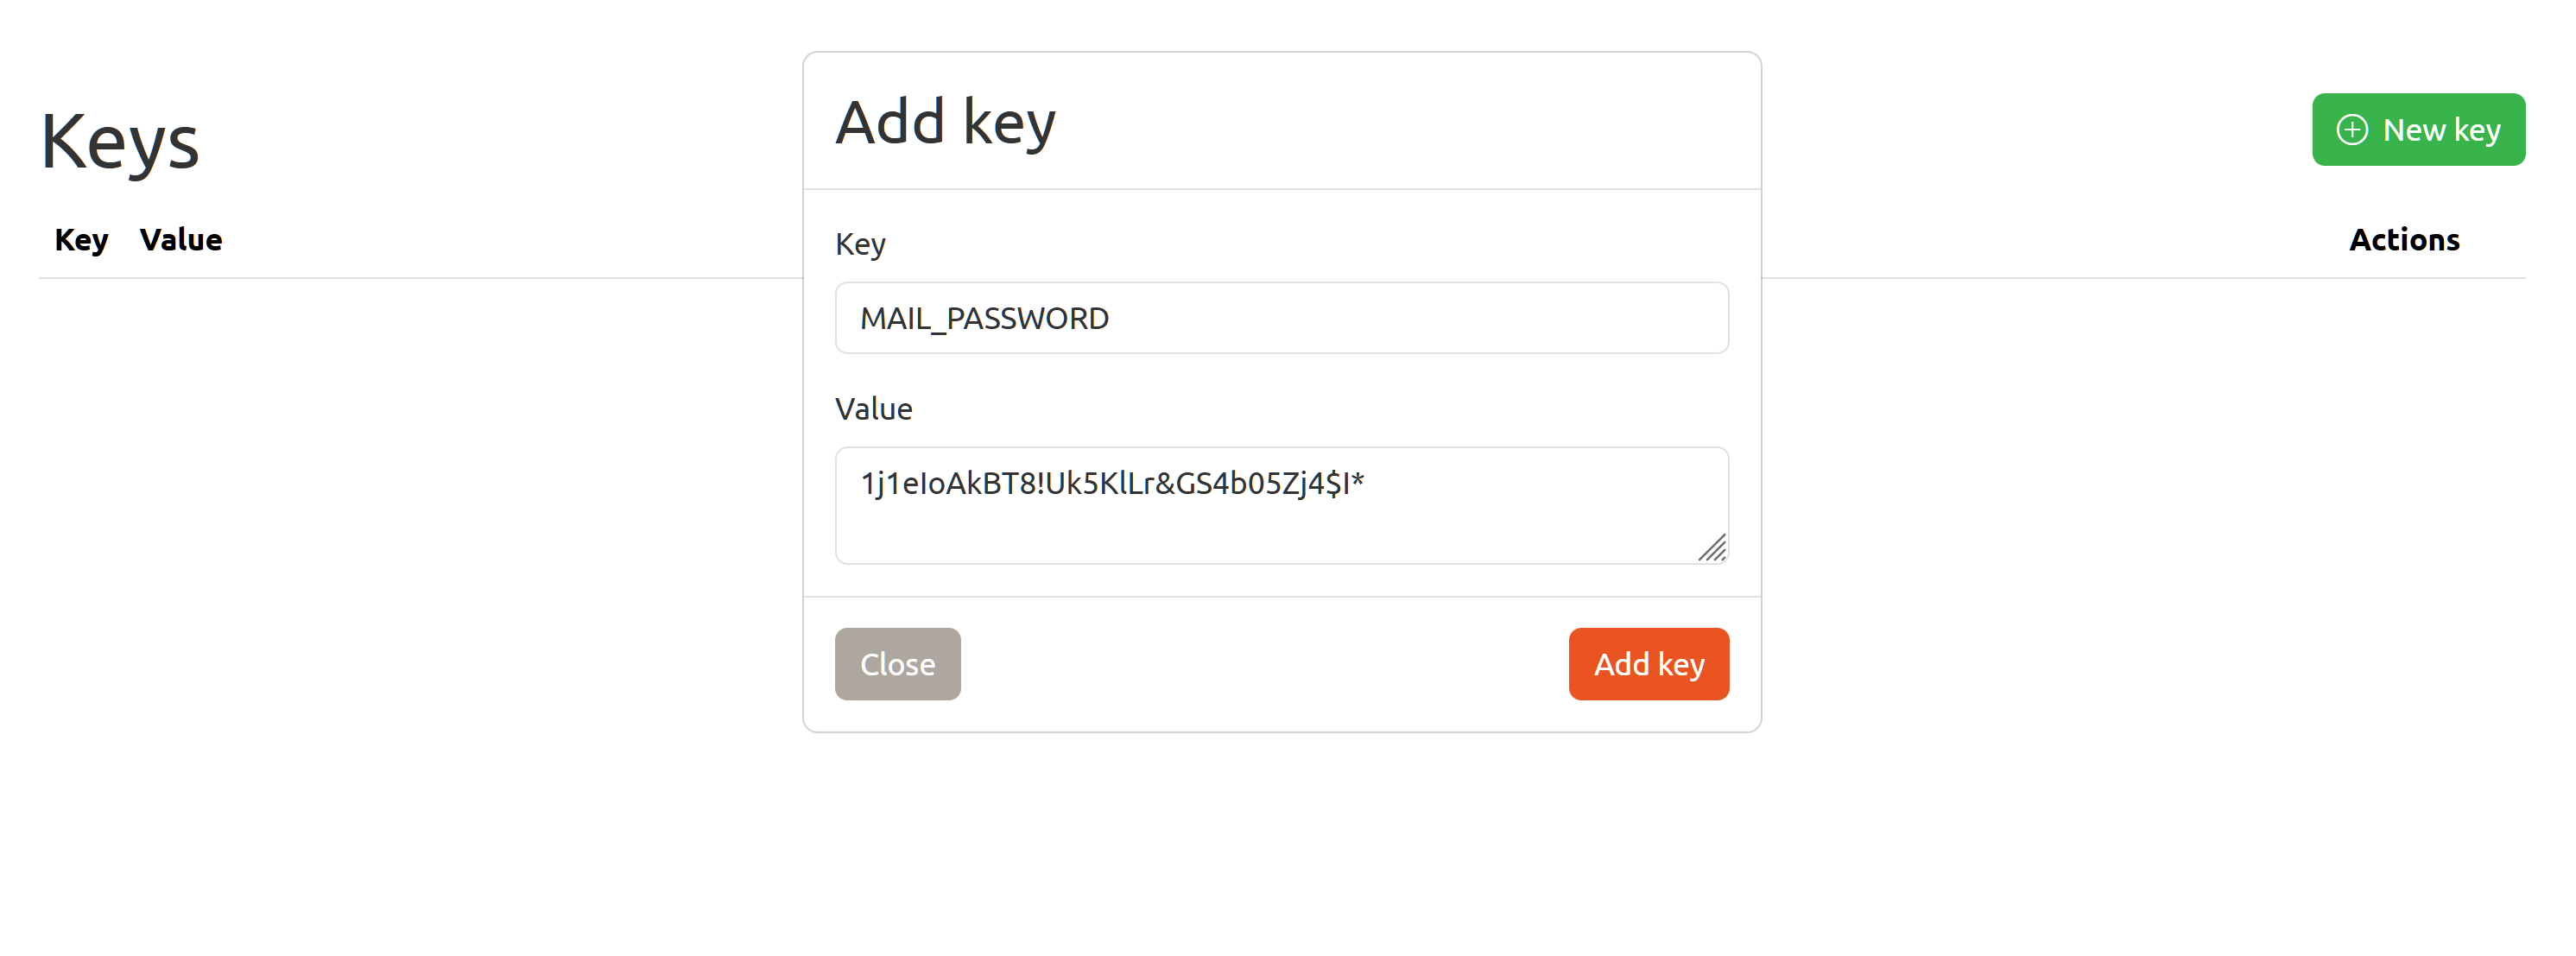 Keys
New key
Key Value Actions
Add key
Key
MAIL_PASSWORD
Value
1j1eIoAkBT8!Uk5KlLr&GS4b05Zj4$I*
Close Add key